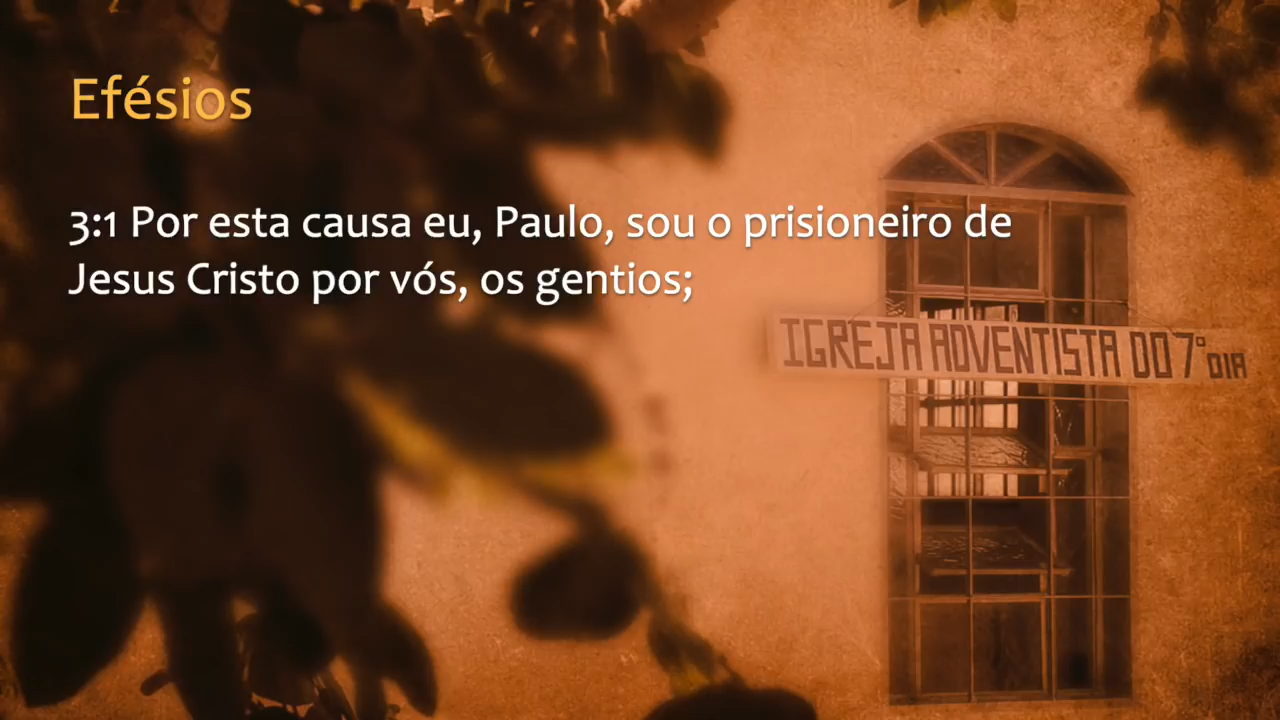 Efésios
3:1 Por esta causa eu, Paulo, sou o prisioneiro de
Jesus Cristo por vós, os gentios;
IGREJA ADVENTISTA DO 7º DIA